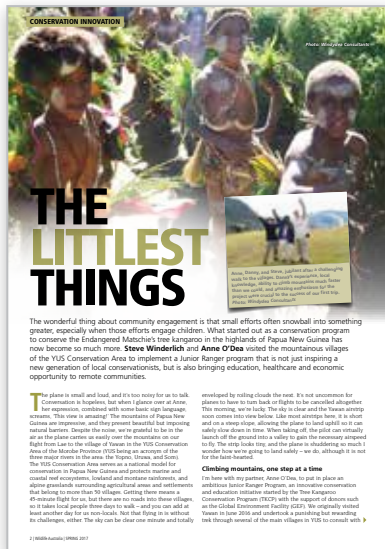 CONSERVATION INNOVATION
Photo: Windyway Consultants
THE
LITTLEST
THINGS
Anne, Danny, and Steve, jubilant after a challenging
walk to the villages. Danny's experience, local
knowledge, ability to climb mountains much faster
than we could, and amazing enthusiasm for the
project were crucial to the success of our first trip.
Photo: Windyway Consultants
The wonderful thing about community engagement is that small efforts often snowball into something
greater, especially when those efforts engage children. What started out as a conservation program
to conserve the Endangered Matschie's tree kangaroo in the highlands of Papua New Guinea has
now become so much more. Steve Winderlich and Anne O'Dea visited the mountainous villages
of the YUS Conservation Area to implement a Junior Ranger program that is not just inspiring a
new generation of local conservationists, but is also bringing education, healthcare and economic
opportunity to remote communities.
The plane is small and loud, and it's too noisy for us to talk.
Conversation is hopeless, but when I glance over at Anne,
her expression, combined with some basic sign language,
screams, 'This view is amazing!' The mountains of Papua New
Guinea are impressive, and they present beautiful but imposing
natural barriers. Despite the noise, we're grateful to be in the
air as the plane carries us easily over the mountains on our
flight from Lae to the village of Yawan in the YUS Conservation
Area of the Morobe Province (YUS being an acronym of the
three major rivers in the area: the Yopno, Uruwa, and Som).
The YUS Conservation Area serves as a national model for
conservation in Papua New Guinea and protects marine and
coastal reef ecosystems, lowland and montane rainforests, and
alpine grasslands surrounding agricultural areas and settlements
that belong to more than 50 villages. Getting there means a
45-minute flight for us, but there are no roads into these villages,
so it takes local people three days to walk – and you can add at
least another day for us non-locals. Not that flying in is without
its challenges, either. The sky can be clear one minute and totally
enveloped by roiling clouds the next. It's not uncommon for
planes to have to turn back or flights to be cancelled altogether.
This morning, we're lucky. The sky is clear and the Yawan airstrip
soon comes into view below. Like most airstrips here, it is short
and on a steep slope, allowing the plane to land uphill so it can
safely slow down in time. When taking off, the pilot can virtually
launch off the ground into a valley to gain the necessary airspeed
to fly. The strip looks tiny, and the plane is shuddering so much I
wonder how we're going to land safely – we do, although it is not
for the faint-hearted.
Climbing mountains, one step at a time
I'm here with my partner, Anne O'Dea, to put in place an
ambitious Junior Ranger Program, an innovative conservation
and education initiative started by the Tree Kangaroo
Conservation Program (TKCP) with the support of donors such
as the Global Environment Facility (GEF). We originally visited
Yawan in June 2016 and undertook a punishing but rewarding
trek through several of the main villages in YUS to consult with
2 | Wildlife Australia | SPRING 2017